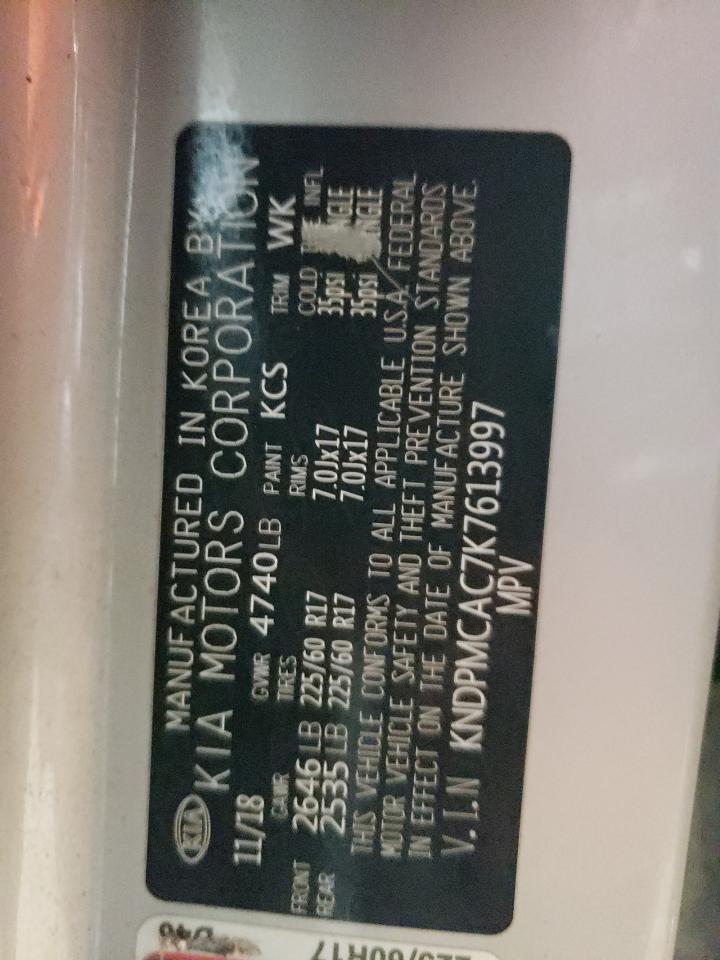 KIA
MANUFACTURED IN KOREA BY
KIA MOTORS CORPORATION
11/18 GVWR 4740LB PAINT KCS TRIM WK
GAWR TIRES RIMS COLD INFL
FRONT 2646LB 225/60 R17 7.0Jx17 35psi
REAR 2535LB 225/60 R17 7.0Jx17 35psi
THIS VEHICLE CONFORMS TO ALL APPLICABLE U.S.A. FEDERAL
MOTOR VEHICLE SAFETY AND THEFT PREVENTION STANDARDS
IN EFFECT ON THE DATE OF MANUFACTURE SHOWN ABOVE.
V.I.N KNDPMCAC7K7613997
MPV